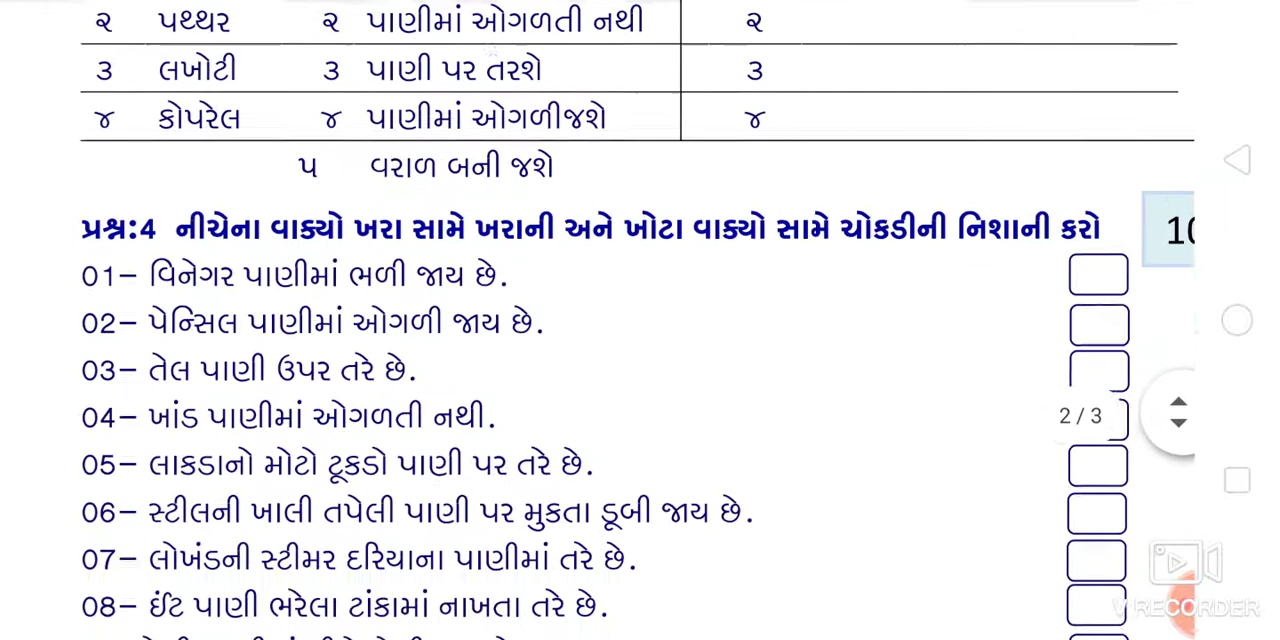 ૨ પથ્થર ૨ પાણીમાં ઓગળતી નથી ૨
૩ લખોટી ૩ પાણી પર તરશે ૩
૪ કોપરેલ ૪ પાણીમાં ઓગળીજશે ૪
૫ વરાળ બની જશે
પ્રશ્ન:4 નીચેના વાક્યો ખરા સામે ખરાની અને ખોટા વાક્યો સામે ચોકડીની નિશાની કરો
01– વિનેગર પાણીમાં ભળી જાય છે.
02– પેન્સિલ પાણીમાં ઓગળી જાય છે.
03– તેલ પાણી ઉપર તરે છે.
04– ખાંડ પાણીમાં ઓગળતી નથી.
2 / 3
05– લાકડાનો મોટો ટૂકડો પાણી પર તરે છે.
06– સ્ટીલની ખાલી તપેલી પાણી પર મુકતા ડૂબી જાય છે.
07– લોખંડની સ્ટીમર દરિયાના પાણીમાં તરે છે.
08– ઈંટ પાણી ભરેલા ટાંકામાં નાખતા તરે છે.
V RECORDER